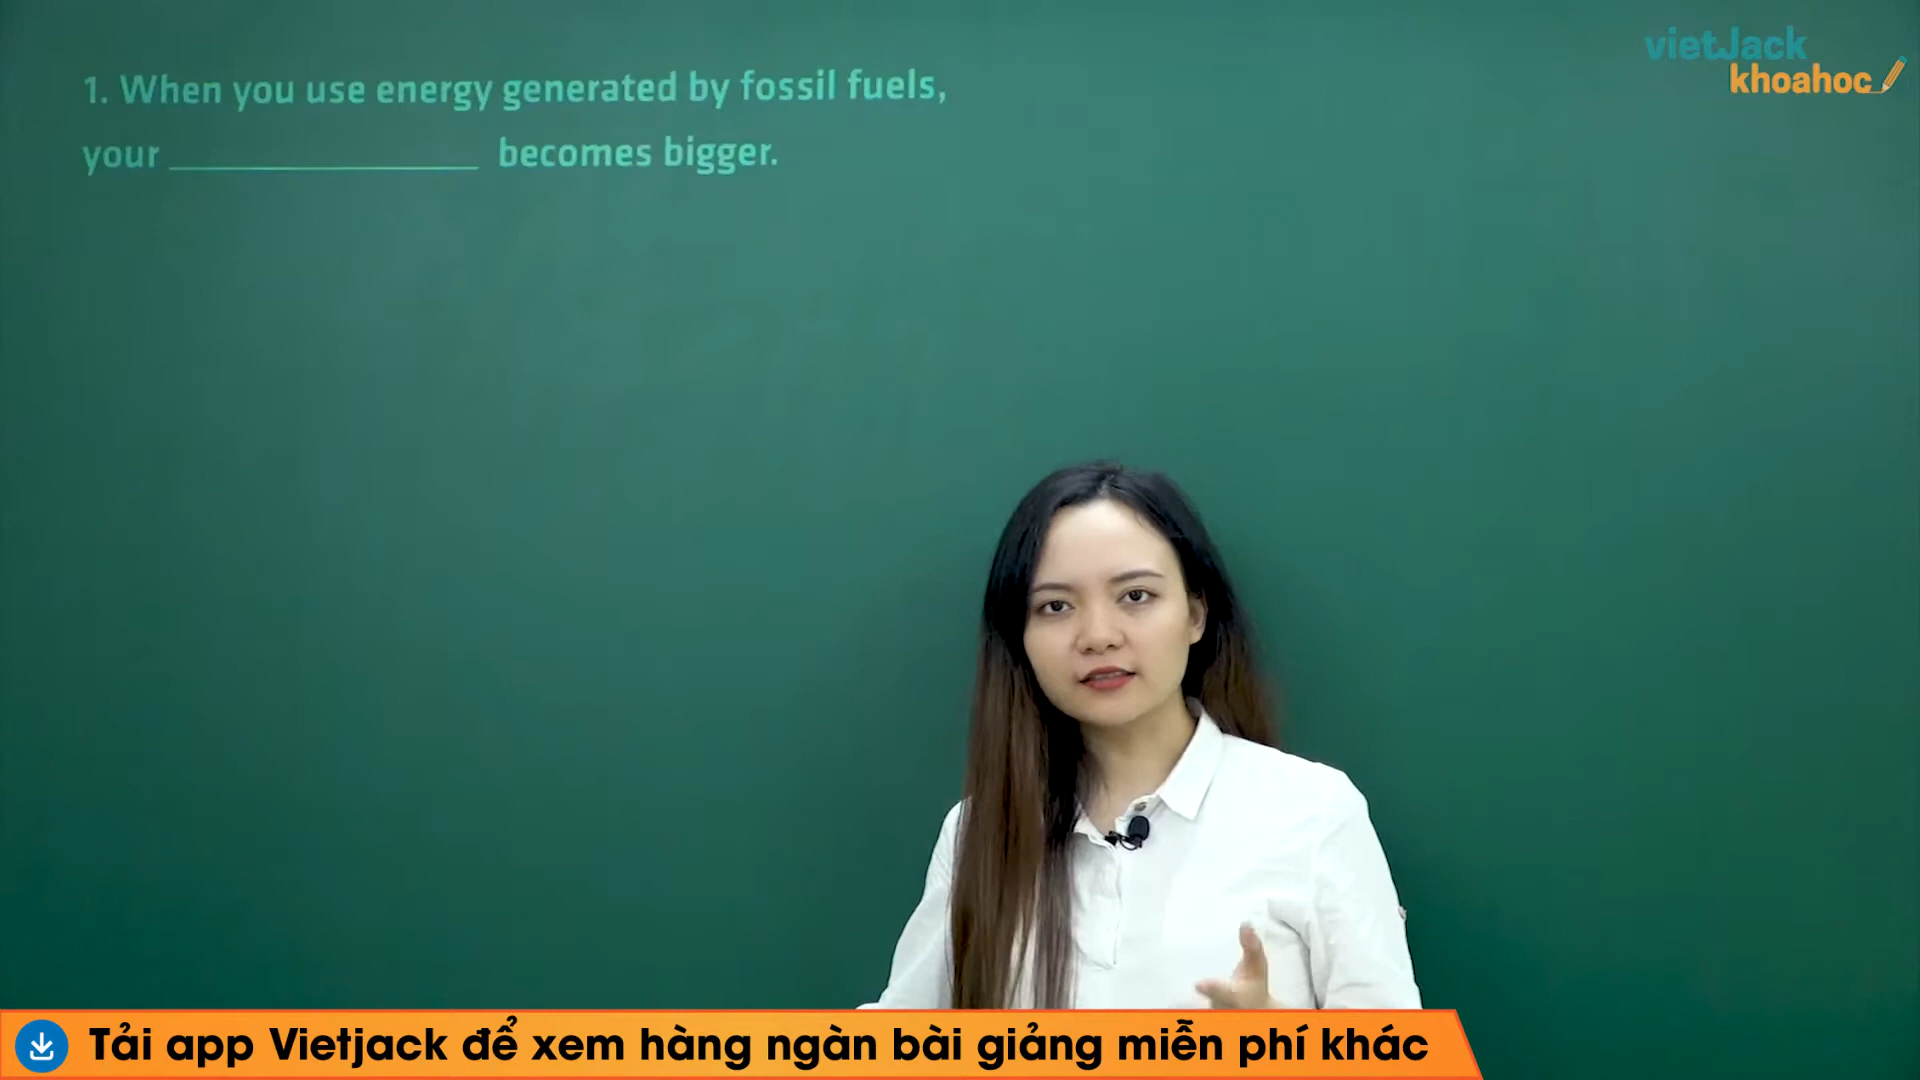 vietJack
khoahoc
1. When you use energy generated by fossil fuels,
your ____________ becomes bigger.
Tải app Vietjack để xem hàng ngàn bài giảng miễn phí khác